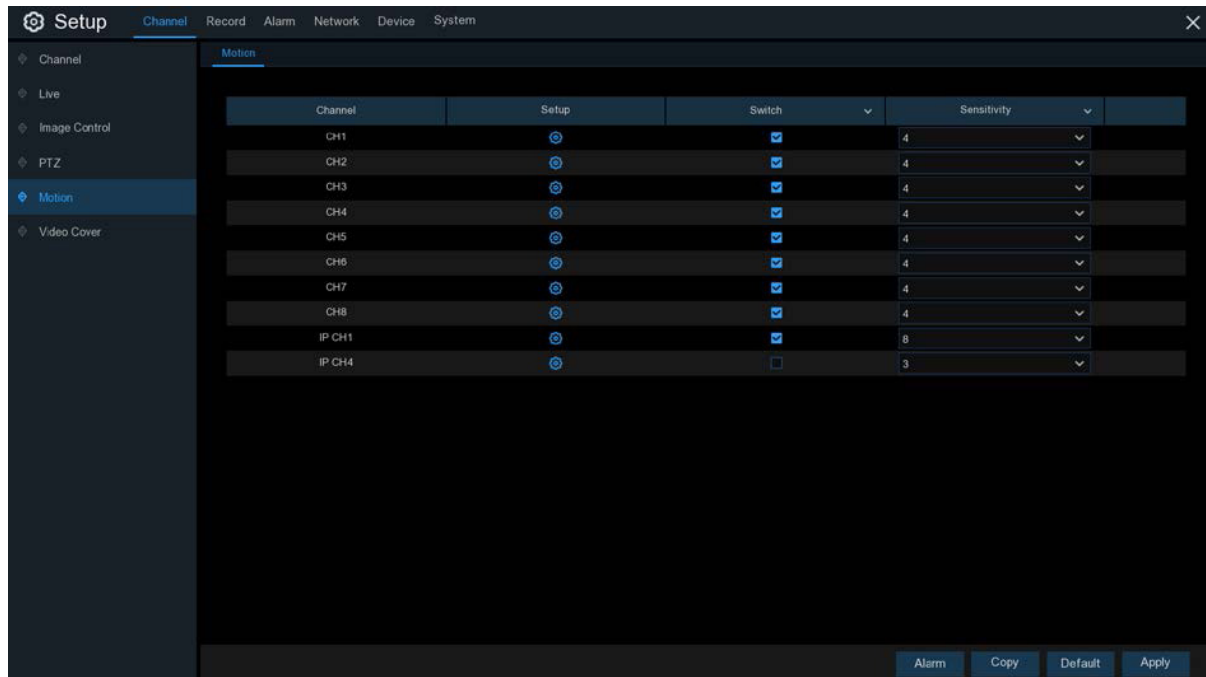 Setup Channel Record Alarm Network Device System
Channel
Live
Image Control
PTZ
Motion
Video Cover
Motion
Channel Setup Switch Sensitivity
CH1 4
CH2 4
CH3 4
CH4 4
CH5 4
CH6 4
CH7 4
CH8 4
IP CH1 8
IP CH4 3
Alarm Copy Default Apply